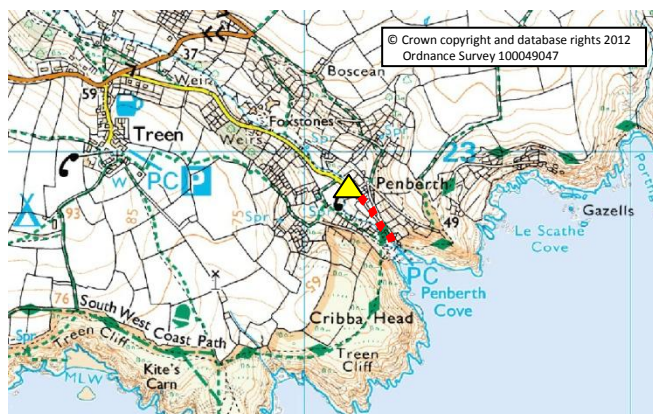 © Crown copyright and database rights 2012
Ordnance Survey 100049047
37
Weir
Boscean
59
Foxstones
Treen
Weirs
Spr
Spr
23
PC
P
W
Penberth
93
85
75
Spr
Spr
49
Gazells
Le Scathe
Cove
PC
Penberth
Cove
59
76
South West Coast Path
Cribba Head
Spr
Treen Cliff
Treen
Cliff
Kite's
Carn
MLW